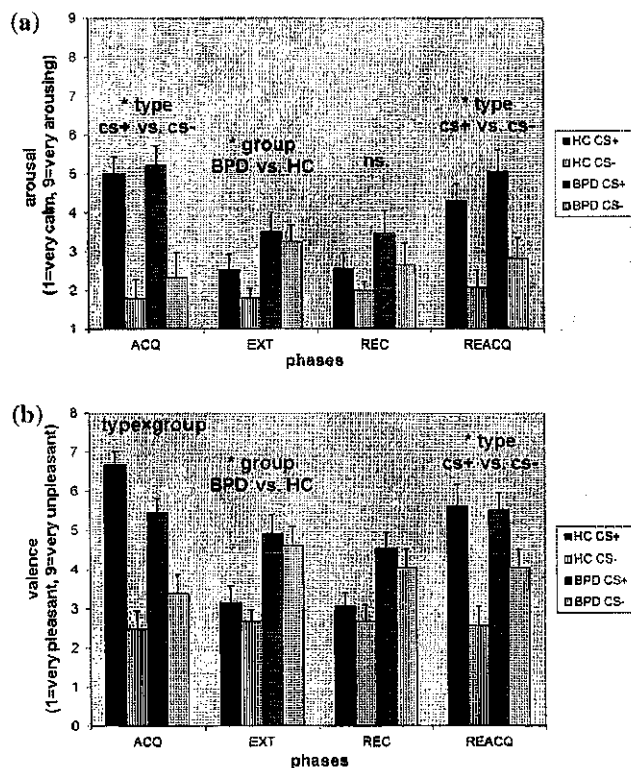 (a)
9
8
7
6
5
4
3
2
1
arousal
(1=very calm, 9=very arousing)
* type
cs+ vs. cs-
* group
BPD vs. HC
ns.
* type
cs+ vs. cs-
HC CS+
HC CS-
BPD CS+
BPD CS-
ACQ EXT REC REACQ
phases
(b)
8
7
6
5
4
3
2
1
0
valence
(1=very pleasant, 9=very unpleasant)
typexgroup
* group
BPD vs. HC
* type
cs+ vs. cs-
HC CS+
HC CS-
BPD CS+
BPD CS-
ACQ EXT REC REACQ
phases